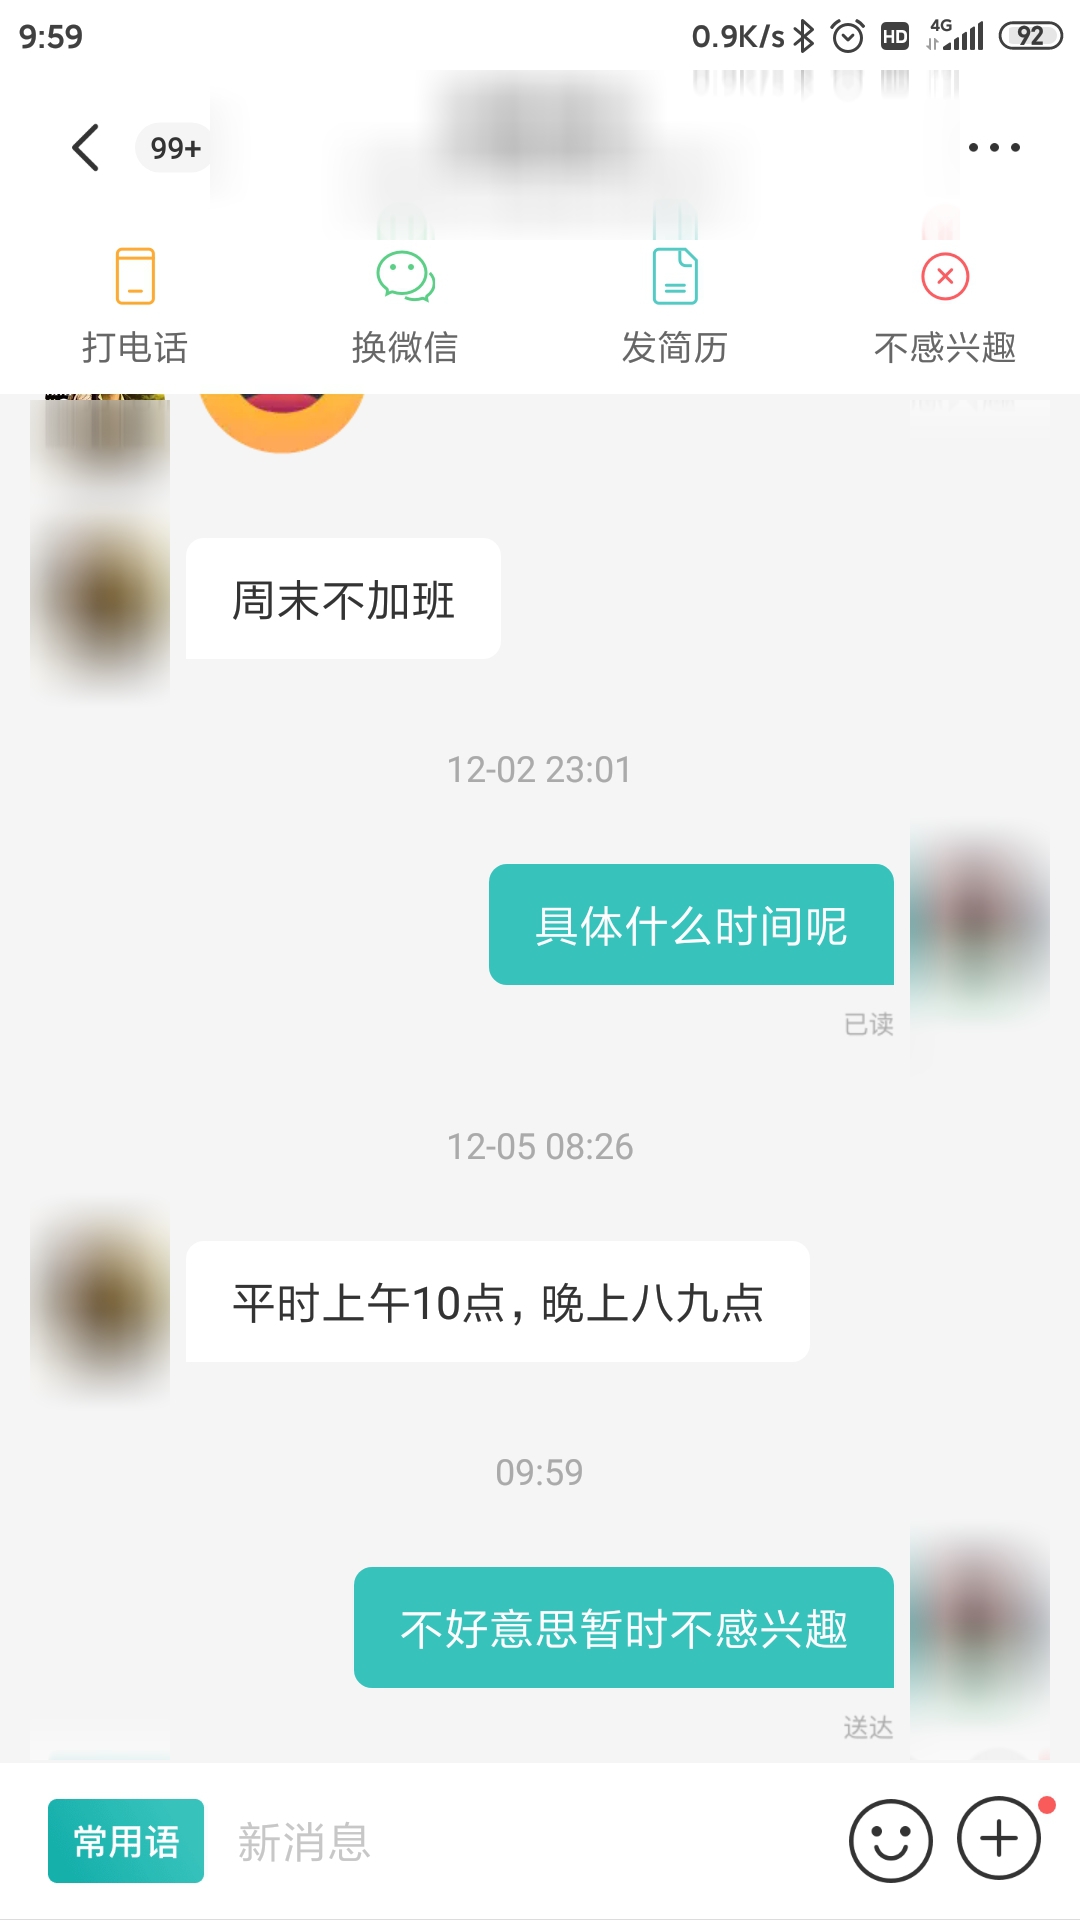 9:59
0.9K/s HD 4G 92
99+
打电话
换微信
发简历
不感兴趣
周末不加班
12-02 23:01
具体什么时间呢
已读
12-05 08:26
平时上午10点，晚上八九点
09:59
不好意思暂时不感兴趣
送达
常用语
新消息